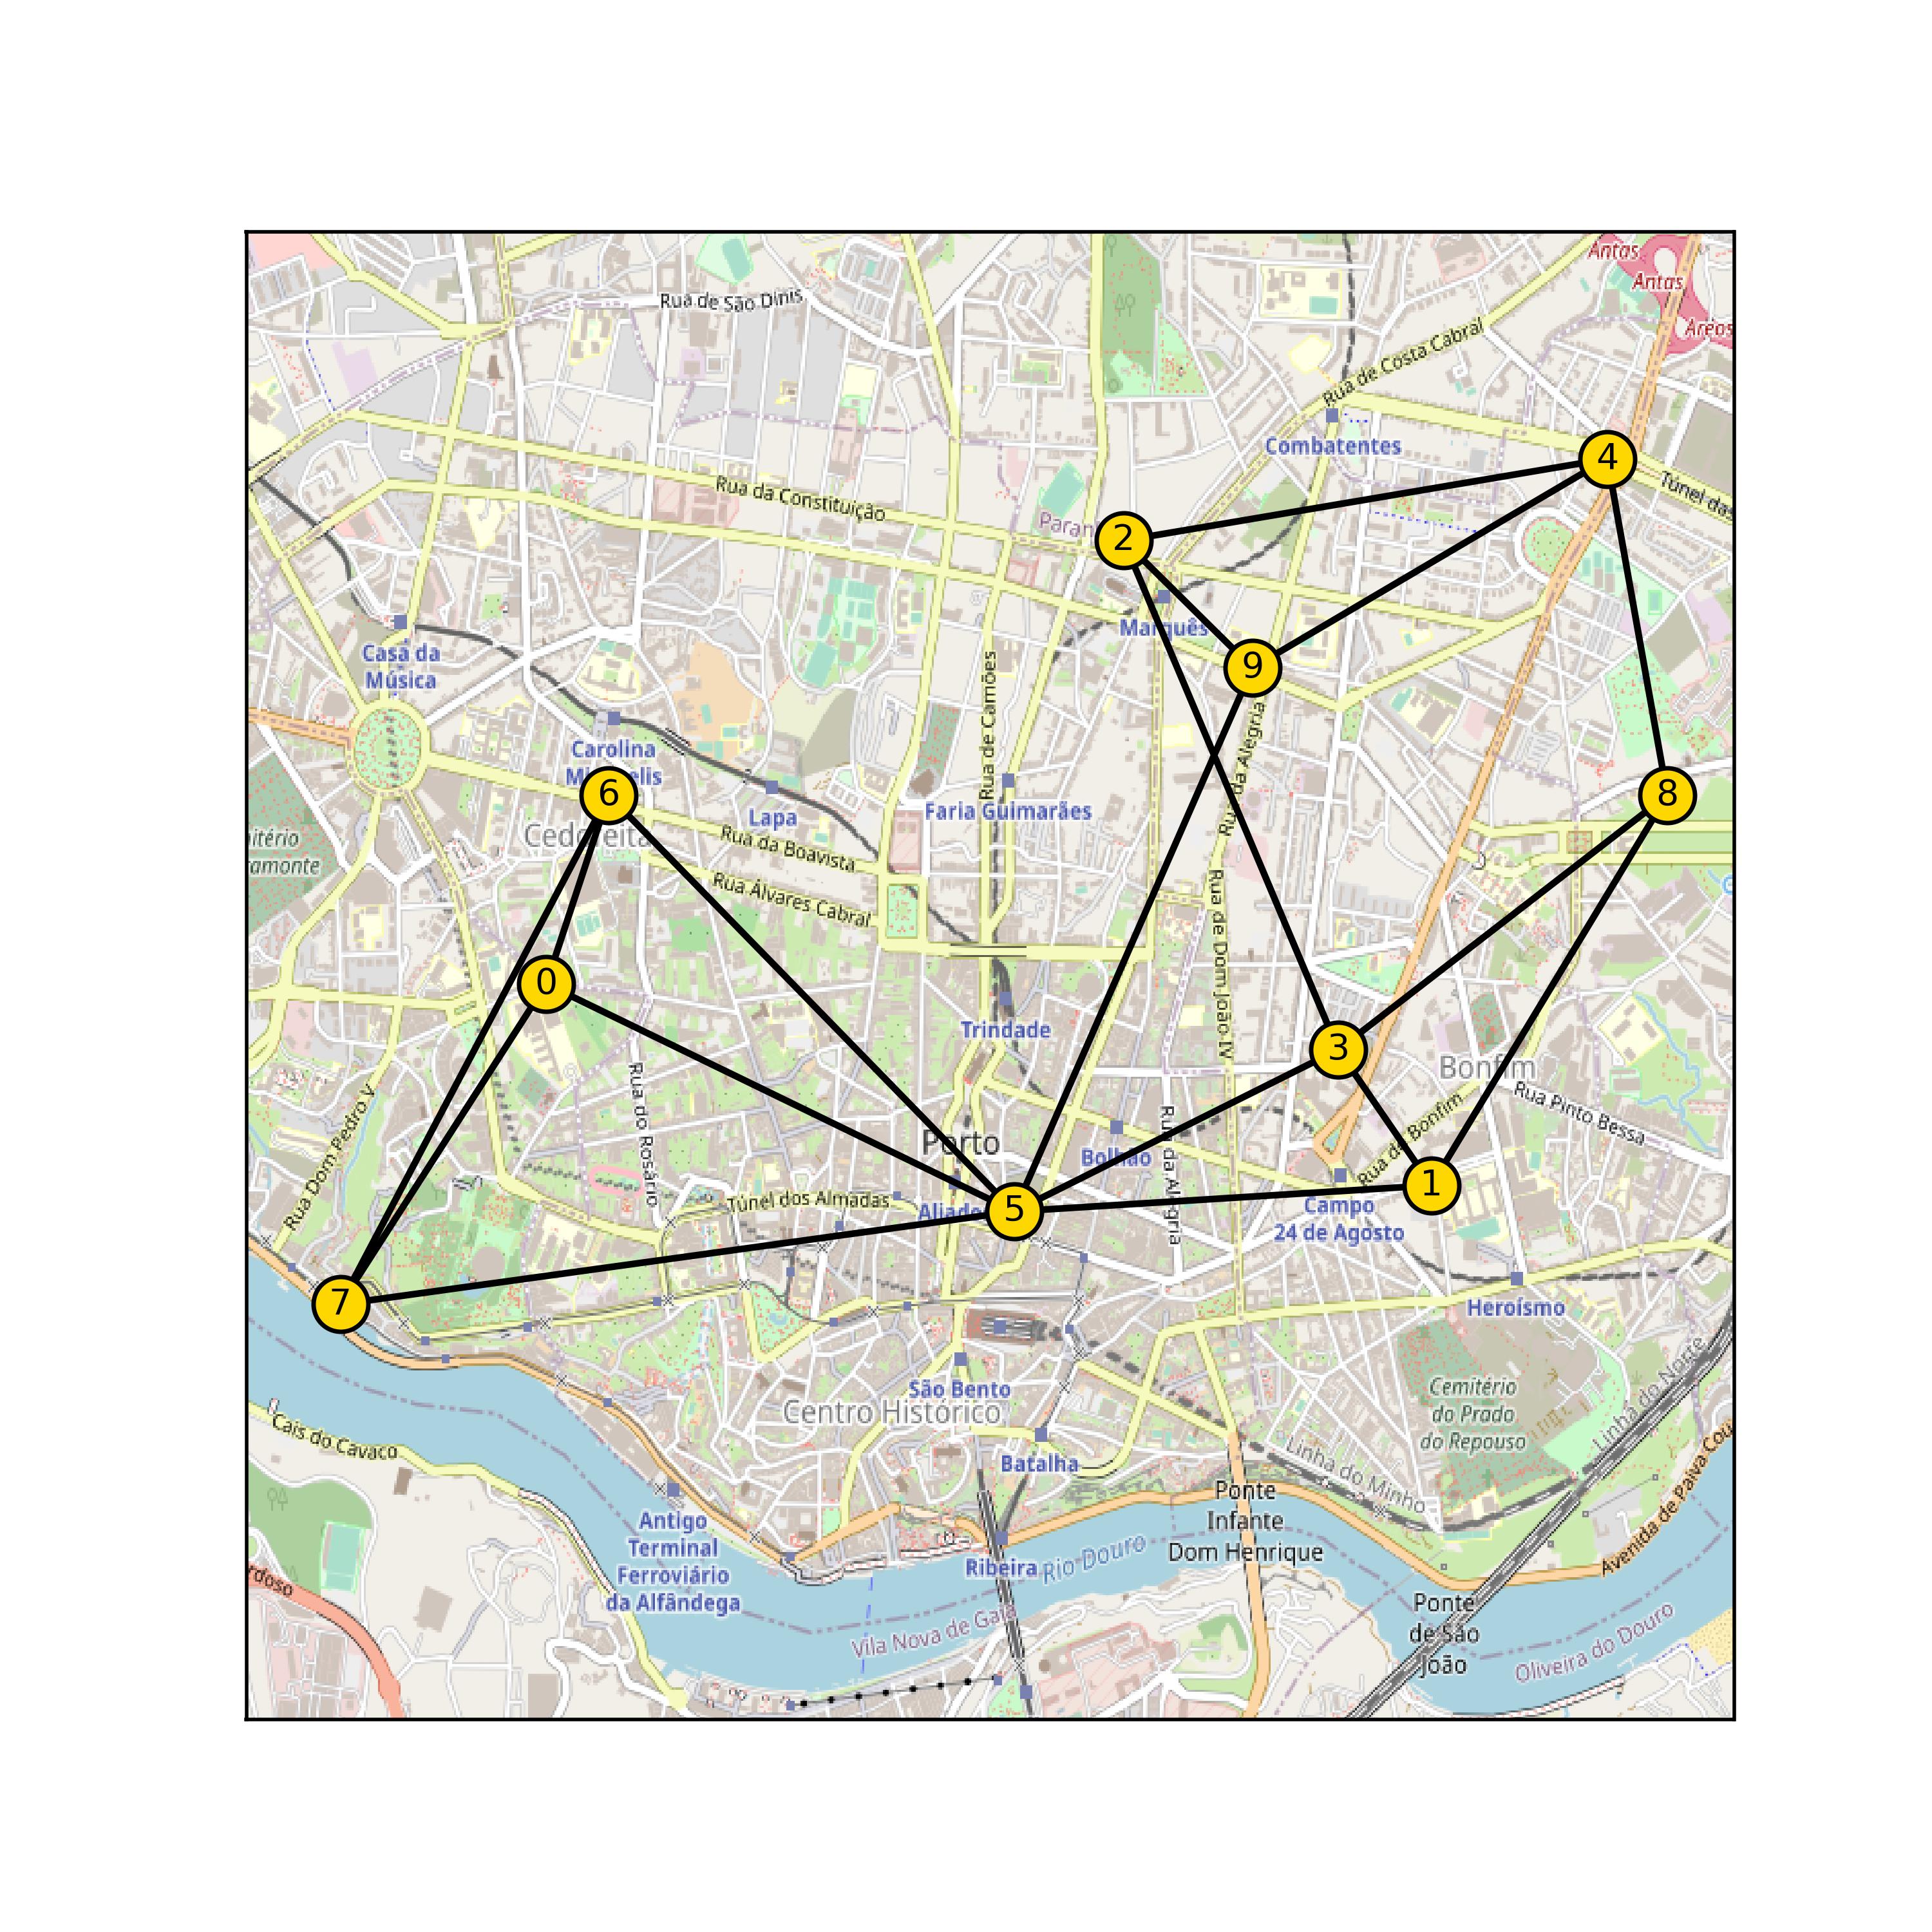 Antas
Antas
Areos
Rua de São Dinis
Rua de Costa Cabral
Combatentes
4
Túnel das
Rua da Constituição
Paran
2
Marquês
9
Casa da
Música
Rua de Camões
Rua da Alegria
Carolina
6
Lapa
Faria Guimarães
8
Cedofeita
Rua da Boavista
itério
amonte
Rua Álvares Cabral
Rua de Dom João IV
0
Trindade
3
Bonfim
Rua Dom Pedro V
Rua do Rosário
Rua Pinto Bessa
Porto
Bolhão
Rua da Alegria
Rua do Bonfim
1
Túnel dos Almadas
Aliado
5
Campo
24 de Agosto
7
Heroísmo
São Bento
Centro Histórico
Cemitério
do Prado
do Repouso
Linha do Norte
Cais do Cavaco
Batalha
Linha do Minho
Ponte
Infante
Dom Henrique
Avenida de Paiva Cou
Antigo
Terminal
Ferroviário
da Alfândega
Ribeira
Rio Douro
rdoso
Vila Nova de Gaia
Ponte
de São
João
Oliveira do Douro